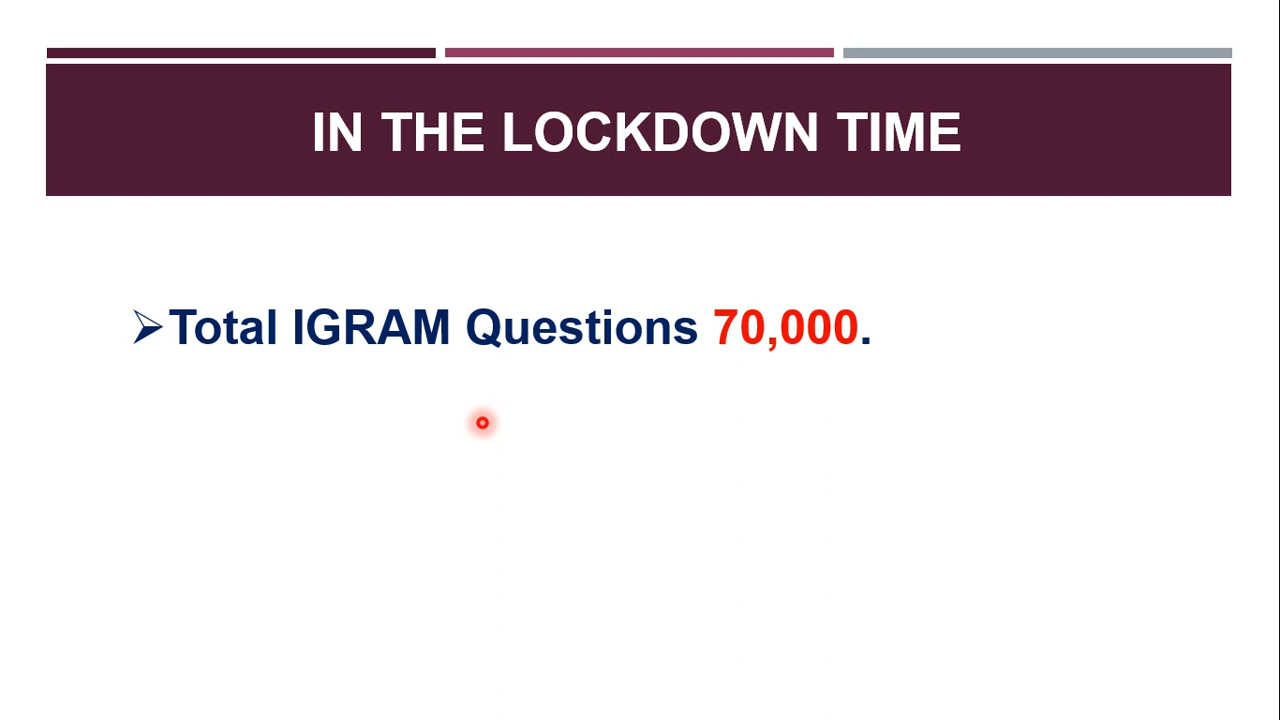 IN THE LOCKDOWN TIME
➢Total IGRAM Questions 70,000.